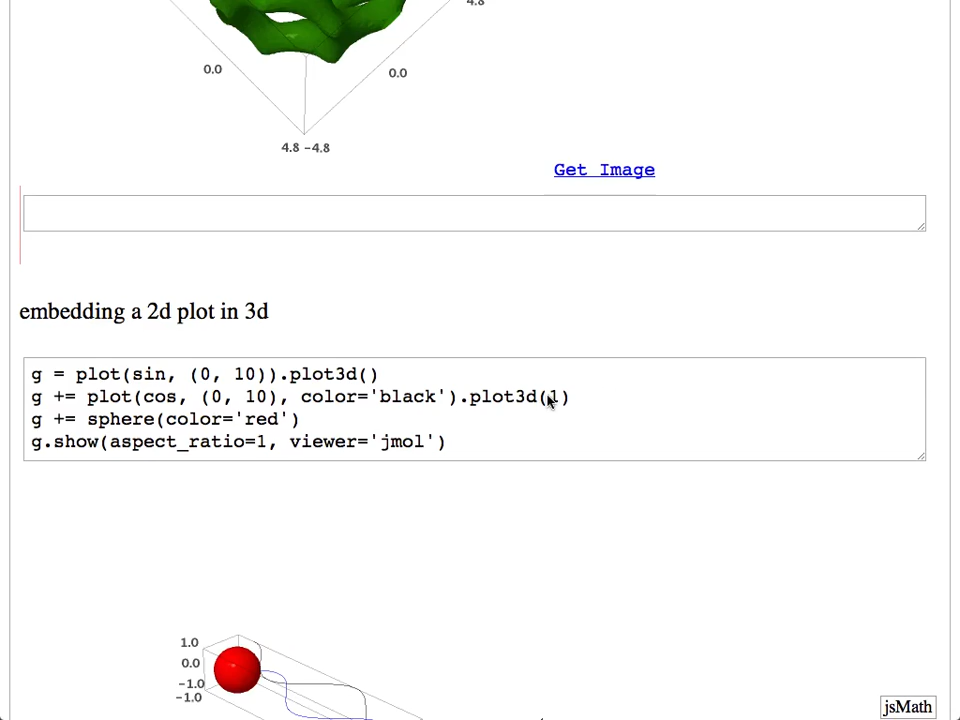 4.8
0.0
0.0
4.8 -4.8
Get Image
embedding a 2d plot in 3d
g = plot(sin, (0, 10)).plot3d()
g += plot(cos, (0, 10), color='black').plot3d(1)
g += sphere(color='red')
g.show(aspect_ratio=1, viewer='jmol')
1.0
0.0
-1.0
-1.0
jsMath